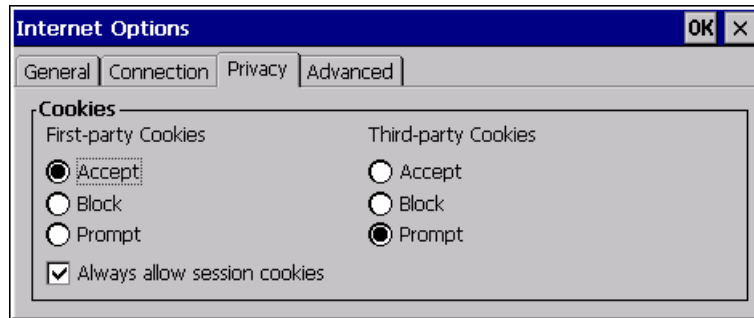 Internet Options OK ×
General Connection Privacy Advanced
Cookies
First-party Cookies Third-party Cookies
Accept Accept
Block Block
Prompt Prompt
Always allow session cookies